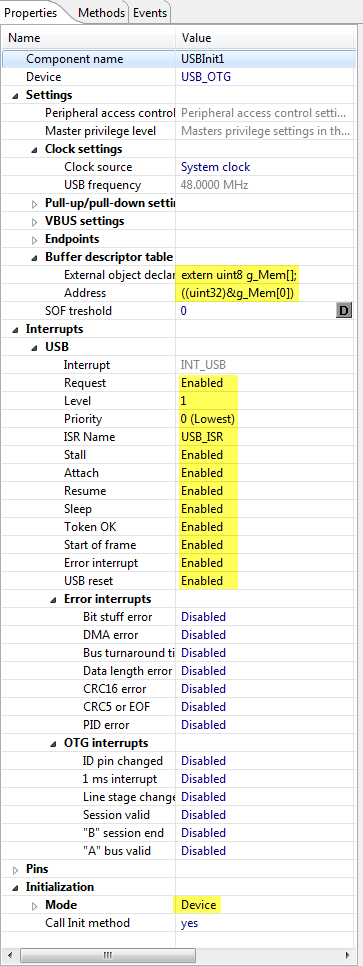 Properties Methods Events
Name Value
Component name USBInit1
Device USB_OTG
Settings
Peripheral access control Peripheral access control setti...
Master privilege level Masters privilege settings in th...
Clock settings
Clock source System clock
USB frequency 48.0000 MHz
Pull-up/pull-down settin
VBUS settings
Endpoints
Buffer descriptor table
External object declar extern uint8 g_Mem[];
Address ((uint32)&g_Mem[0])
SOF treshold 0 D
Interrupts
USB
Interrupt INT_USB
Request Enabled
Level 1
Priority 0 (Lowest)
ISR Name USB_ISR
Stall Enabled
Attach Enabled
Resume Enabled
Sleep Enabled
Token OK Enabled
Start of frame Enabled
Error interrupt Enabled
USB reset Enabled
Error interrupts
Bit stuff error Disabled
DMA error Disabled
Bus turnaround ti Disabled
Data length error Disabled
CRC16 error Disabled
CRC5 or EOF Disabled
PID error Disabled
OTG interrupts
ID pin changed Disabled
1 ms interrupt Disabled
Line stage change Disabled
Session valid Disabled
"B" session end Disabled
"A" bus valid Disabled
Pins
Initialization
Mode Device
Call Init method yes